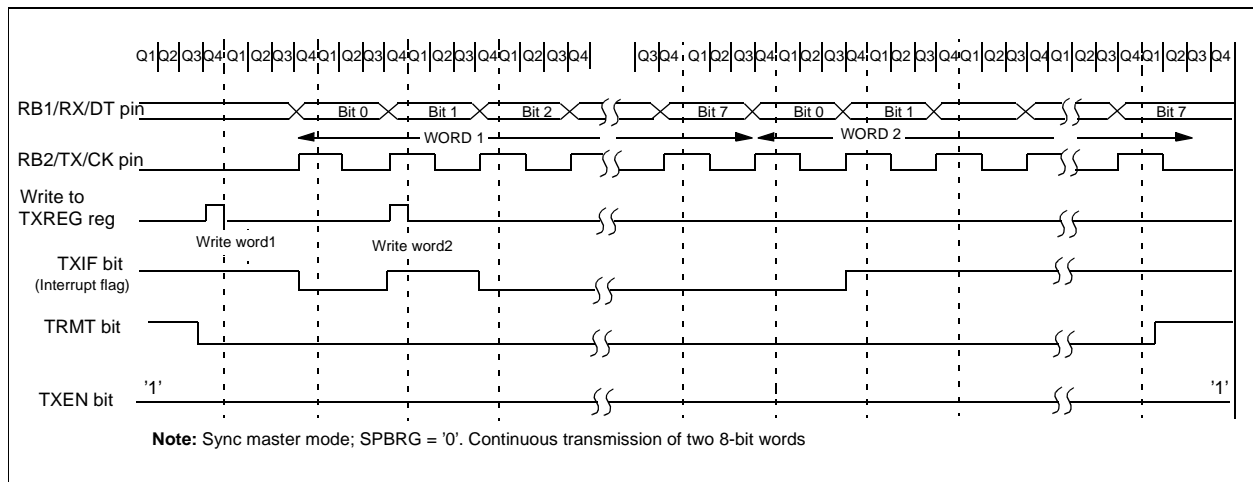 Q1 Q2 Q3 Q4 Q1 Q2 Q3 Q4 Q1 Q2 Q3 Q4 Q1 Q2 Q3 Q4 Q1 Q2 Q3 Q4 Q3 Q4 Q1 Q2 Q3 Q4 Q1 Q2 Q3 Q4 Q1 Q2 Q3 Q4 Q1 Q2 Q3 Q4 Q1 Q2 Q3 Q4 Q1 Q2 Q3 Q4
RB1/RX/DT pin Bit 0 Bit 1 Bit 2 Bit 7 Bit 0 Bit 1 Bit 7
WORD 1 WORD 2
RB2/TX/CK pin
Write to
TXREG reg
Write word1 Write word2
TXIF bit
(Interrupt flag)
TRMT bit
'1' '1'
TXEN bit
Note: Sync master mode; SPBRG = '0'. Continuous transmission of two 8-bit words